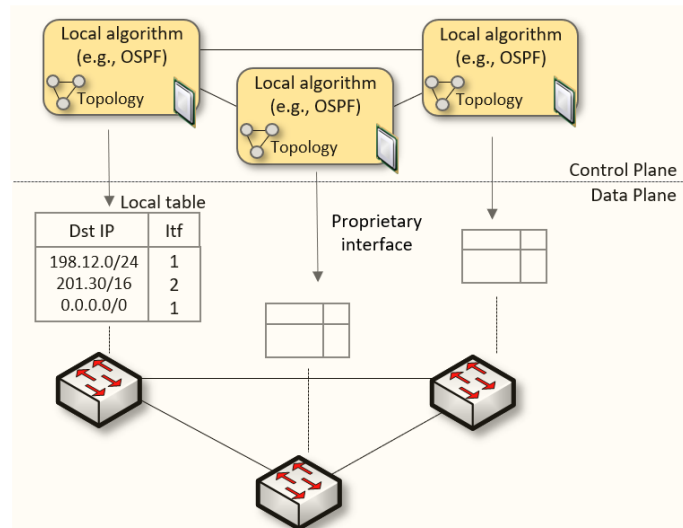 Local algorithm
(e.g., OSPF)
Topology
Local algorithm
(e.g., OSPF)
Topology
Local algorithm
(e.g., OSPF)
Topology
Control Plane
Data Plane
Local table
Dst IP Itf
198.12.0/24 1
201.30/16 2
0.0.0.0/0 1
Proprietary
interface